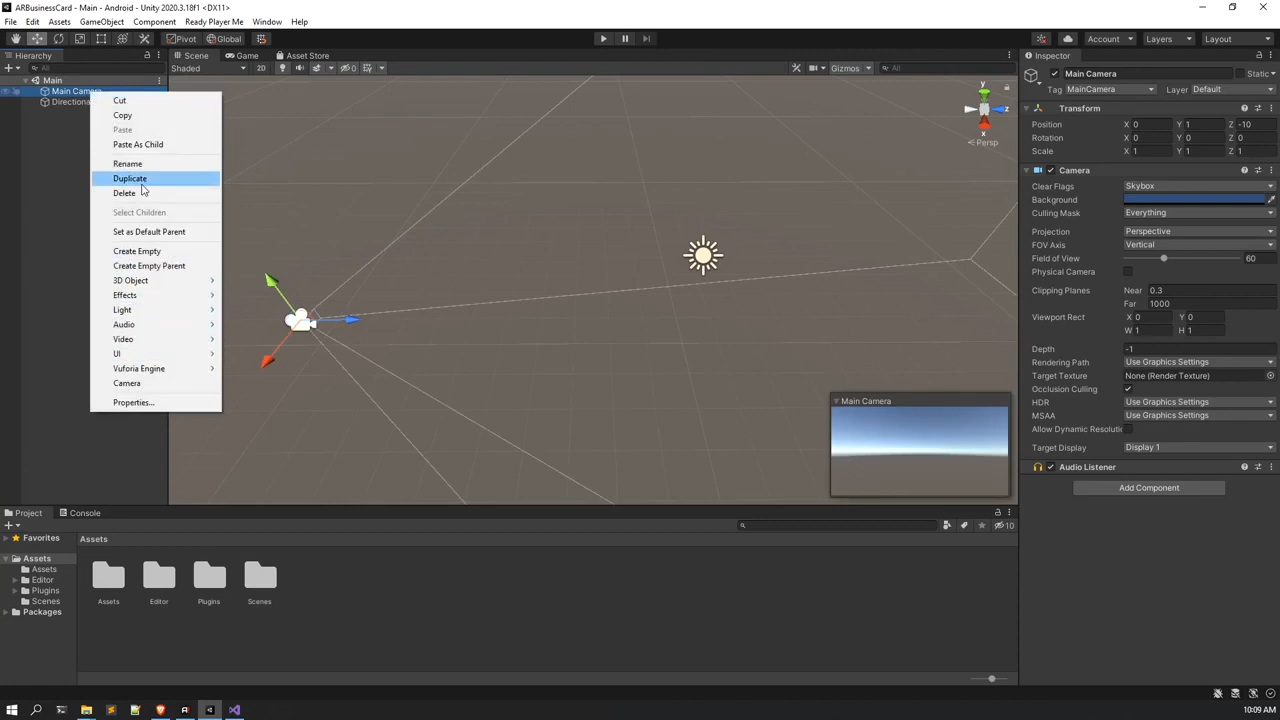 ARBusinessCard - Main - Android - Unity 2020.3.18f1 <DX11>
File Edit Assets GameObject Component Ready Player Me Window Help
Pivot Global Account Layers Layout
Hierarchy Scene Game Asset Store Inspector
All Shaded 2D 0 Gizmos All
Main
Main Camera
Directiona
Cut
Copy
Paste
Paste As Child
Rename
Duplicate
Delete
Select Children
Set as Default Parent
Create Empty
Create Empty Parent
3D Object
Effects
Light
Audio
Video
UI
Vuforia Engine
Camera
Properties...
y
z
x
Persp
Main Camera
Main Camera Static
Tag MainCamera Layer Default
Transform
Position X 0 Y 1 Z -10
Rotation X 0 Y 0 Z 0
Scale X 1 Y 1 Z 1
Camera
Clear Flags Skybox
Background
Culling Mask Everything
Projection Perspective
FOV Axis Vertical
Field of View 60
Physical Camera
Clipping Planes Near 0.3
Far 1000
Viewport Rect X 0 Y 0
W 1 H 1
Depth -1
Rendering Path Use Graphics Settings
Target Texture None (Render Texture)
Occlusion Culling
HDR Use Graphics Settings
MSAA Use Graphics Settings
Allow Dynamic Resoluti
Target Display Display 1
Audio Listener
Add Component
Project Console
10
Favorites
Assets
Assets
Editor
Plugins
Scenes
Packages
Assets
Assets Editor Plugins Scenes
10:09 AM